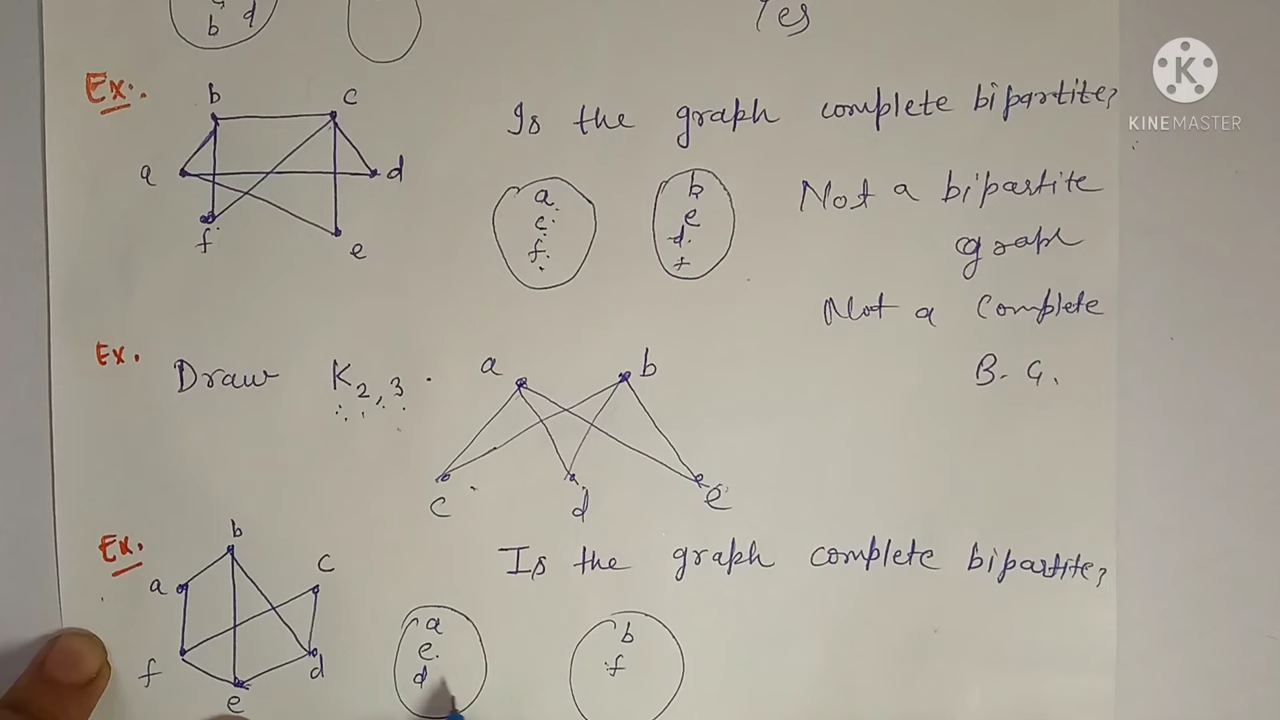 b d
Yes
Ex:.
b c
a d
f e
Is the graph complete bipartite?
a
c
f
b
e
d
f
Not a bipartite
graph
Not a complete
B. G.
Ex.
Draw K2,3 .
a b
c d e
Ex.
b
a c
f d
e
Is the graph complete bipartite?
a
e
d
b
f
K
KINEMASTER